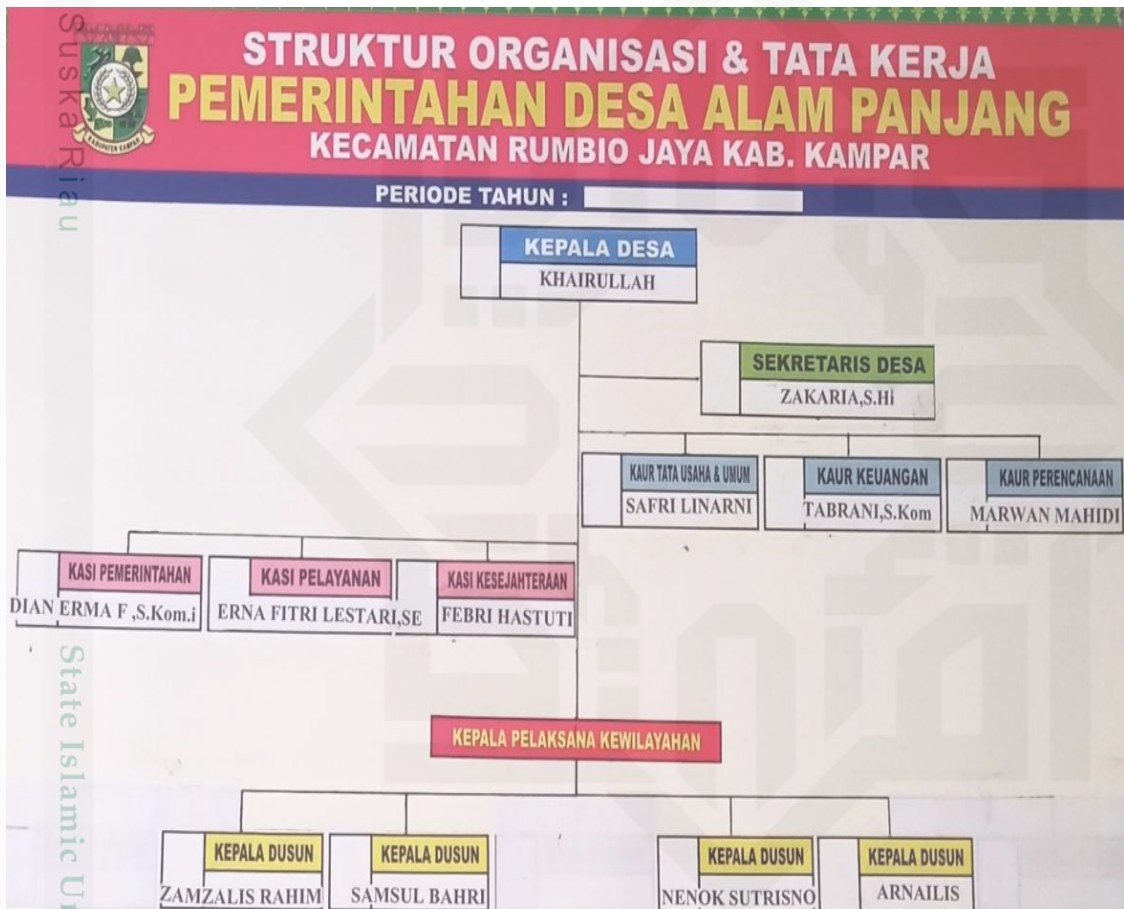 STRUKTUR ORGANISASI & TATA KERJA
PEMERINTAHAN DESA ALAM PANJANG
KECAMATAN RUMBIO JAYA KAB. KAMPAR
KABUPATEN KAMPAR
PERIODE TAHUN :
KEPALA DESA
KHAIRULLAH
SEKRETARIS DESA
ZAKARIA,S.Hi
KAUR TATA USAHA & UMUM
SAFRI LINARNI
KAUR KEUANGAN
TABRANI,S.Kom
KAUR PERENCANAAN
MARWAN MAHIDI
KASI PEMERINTAHAN
DIAN ERMA F ,S.Kom.i
KASI PELAYANAN
ERNA FITRI LESTARI,SE
KASI KESEJAHTERAAN
FEBRI HASTUTI
KEPALA PELAKSANA KEWILAYAHAN
KEPALA DUSUN
ZAMZALIS RAHIM
KEPALA DUSUN
SAMSUL BAHRI
KEPALA DUSUN
NENOK SUTRISNO
KEPALA DUSUN
ARNAILIS
Suska Riau
State Islamic